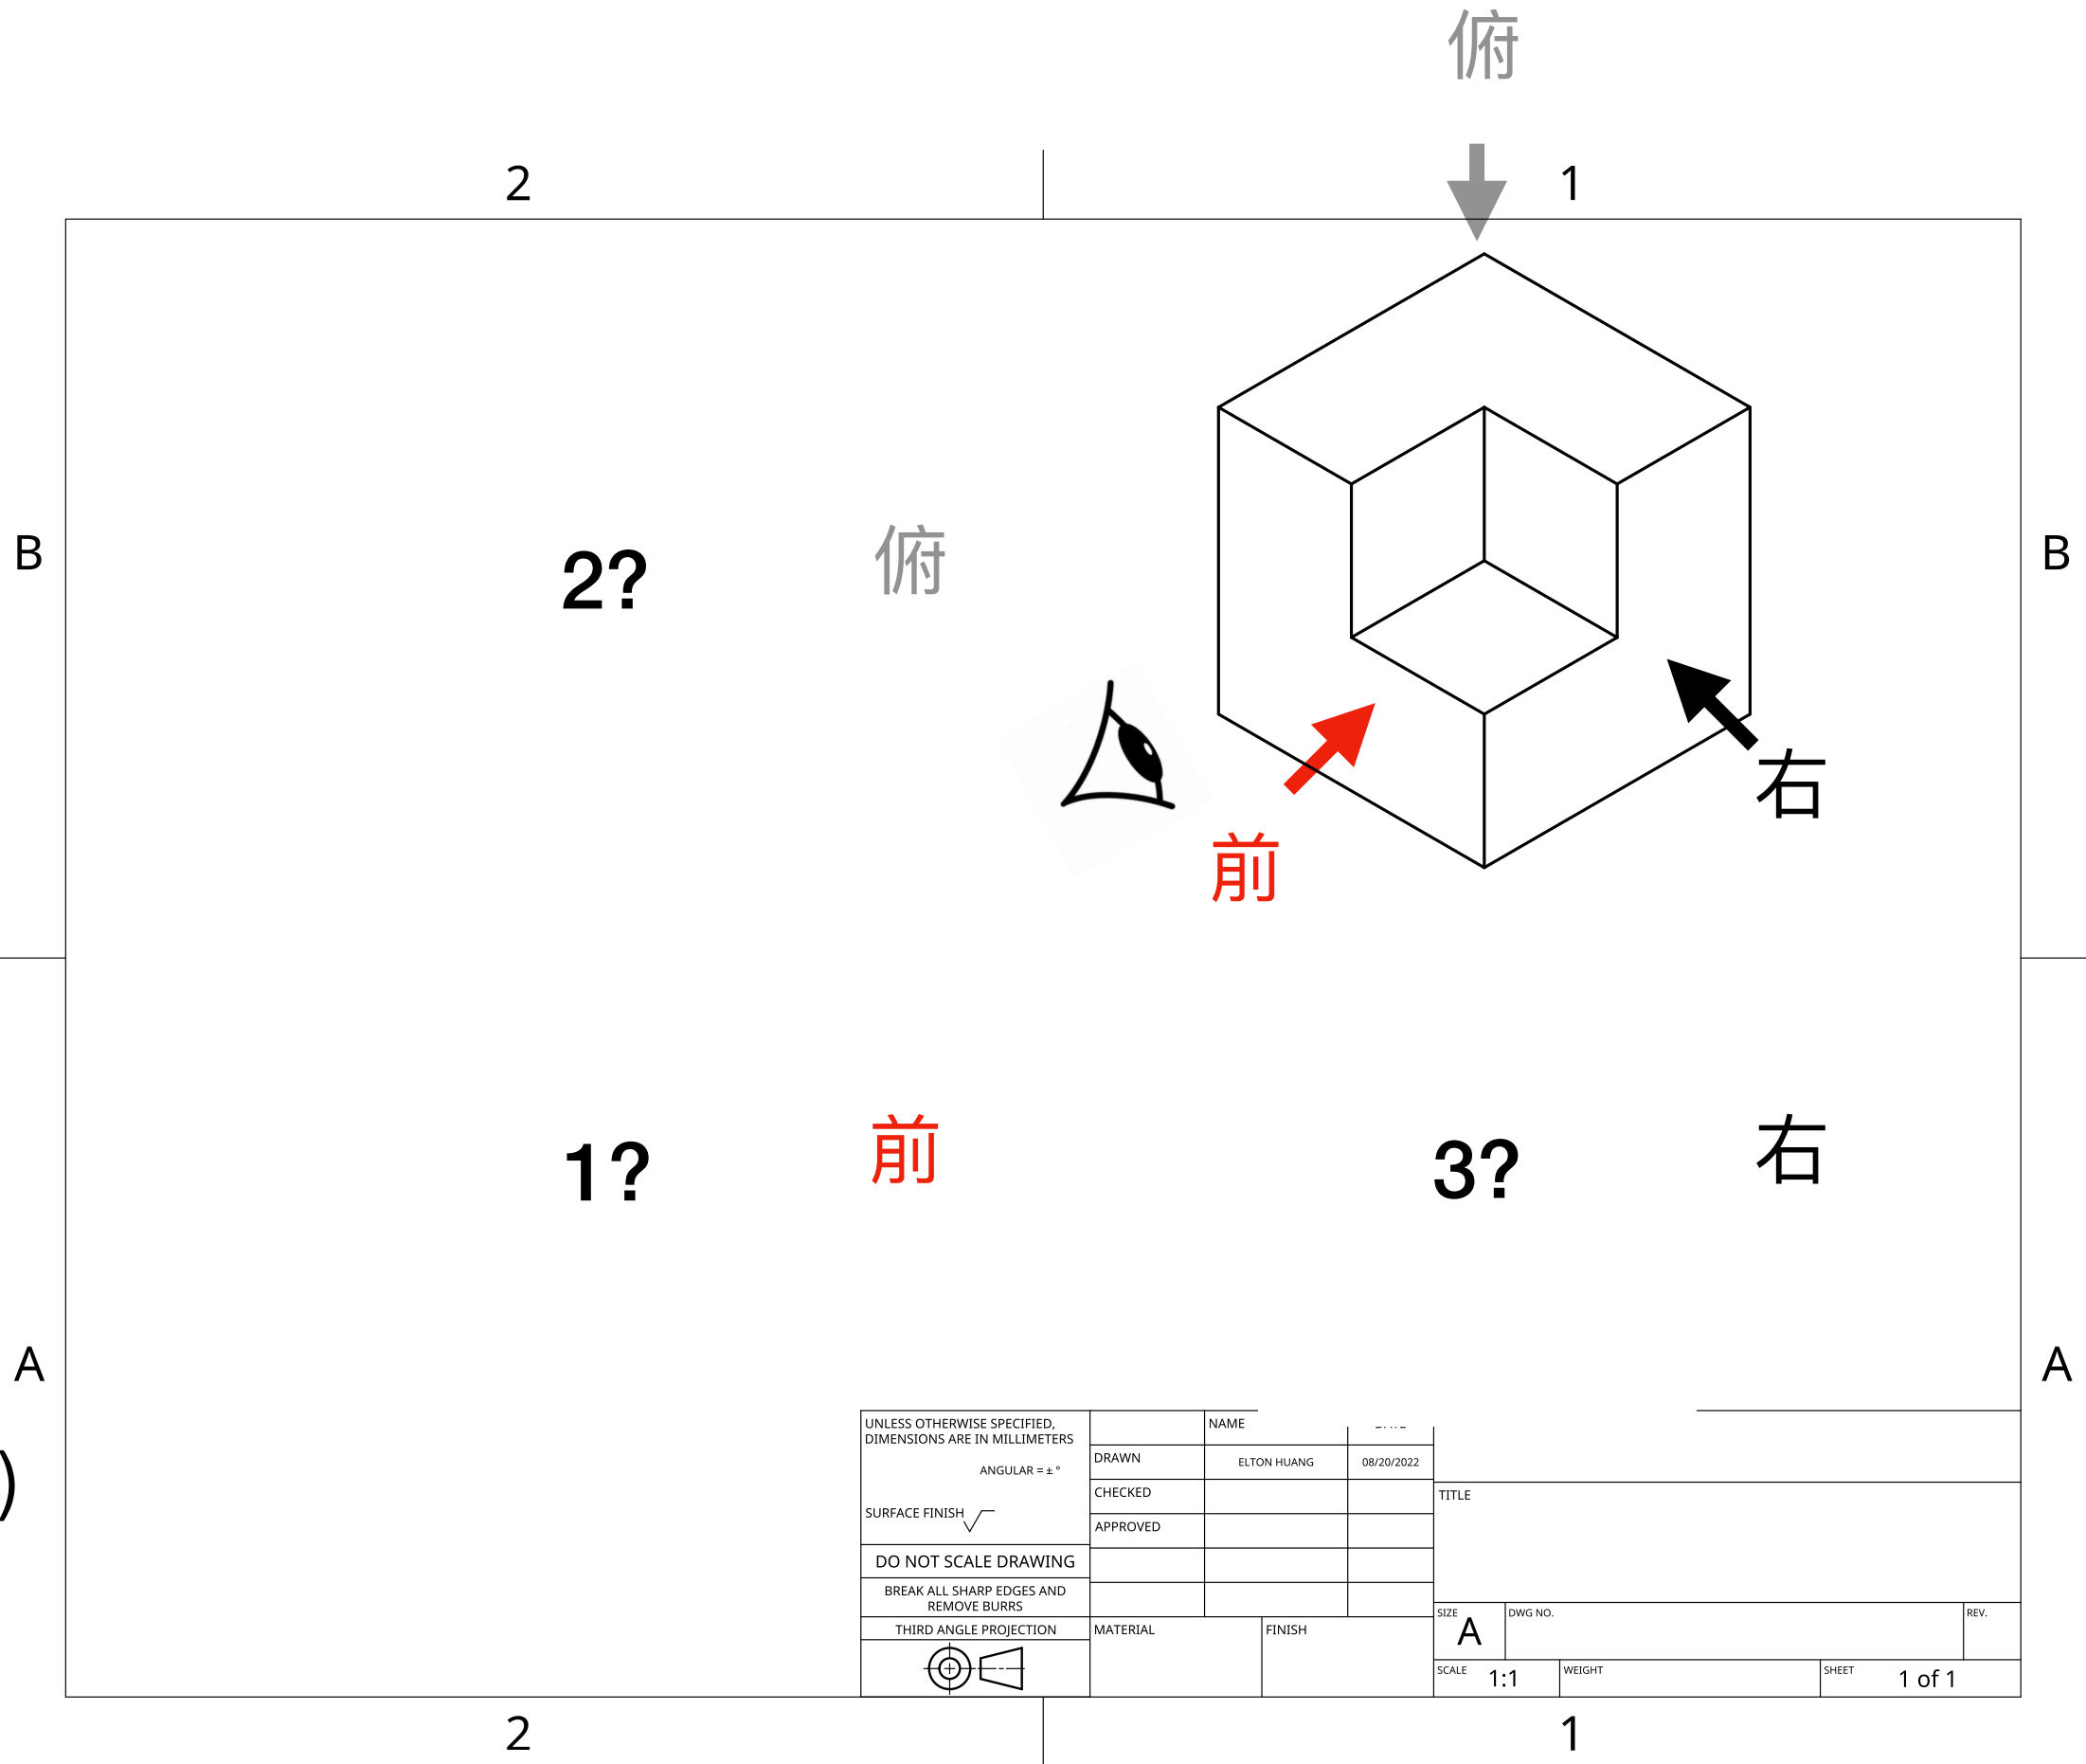 俯
2
1
B
B
2?
俯
右
前
1?
前
3?
右
A
A
)
UNLESS OTHERWISE SPECIFIED,
DIMENSIONS ARE IN MILLIMETERS
ANGULAR = ± °
SURFACE FINISH
DO NOT SCALE DRAWING
BREAK ALL SHARP EDGES AND
REMOVE BURRS
THIRD ANGLE PROJECTION
NAME
DRAWN
ELTON HUANG
08/20/2022
CHECKED
APPROVED
MATERIAL
FINISH
TITLE
SIZE
A
DWG NO.
REV.
SCALE
1:1
WEIGHT
SHEET
1 of 1
2
1